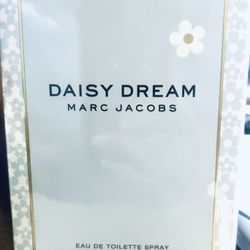 DAISY DREAM
MARC JACOBS
EAU DE TOILETTE SPRAY